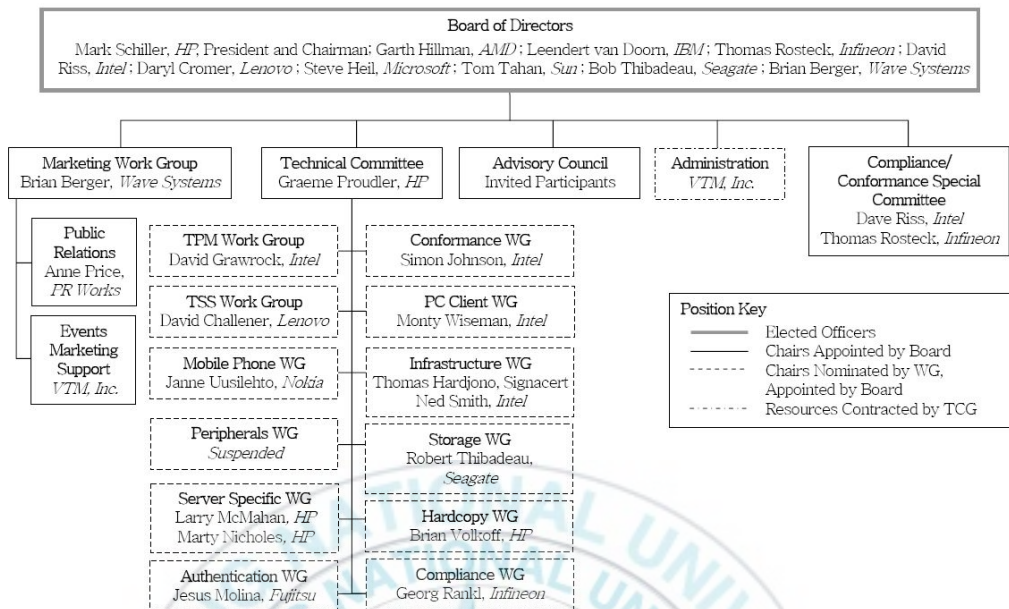 Board of Directors
Mark Schiller, HP, President and Chairman; Garth Hillman, AMD ; Leendert van Doorn, IBM ; Thomas Rosteck, Infineon ; David
Riss, Intel ; Daryl Cromer, Lenovo ; Steve Heil, Microsoft ; Tom Tahan, Sun ; Bob Thibadeau, Seagate ; Brian Berger, Wave Systems
Marketing Work Group
Brian Berger, Wave Systems
Technical Committee
Graeme Proudler, HP
Advisory Council
Invited Participants
Administration
VTM, Inc.
Compliance/
Conformance Special
Committee
Dave Riss, Intel
Thomas Rosteck, Infineon
Public
Relations
Anne Price,
PR Works
Events
Marketing
Support
VTM, Inc.
TPM Work Group
David Grawrock, Intel
Conformance WG
Simon Johnson, Intel
TSS Work Group
David Challener, Lenovo
PC Client WG
Monty Wiseman, Intel
Mobile Phone WG
Janne Uusilehto, Nokia
Infrastructure WG
Thomas Hardjono, Signacert
Ned Smith, Intel
Peripherals WG
Suspended
Storage WG
Robert Thibadeau,
Seagate
Server Specific WG
Larry McMahan, HP
Marty Nicholes, HP
Hardcopy WG
Brian Volkoff, HP
Authentication WG
Jesus Molina, Fujitsu
Compliance WG
Georg Rankl, Infineon
Position Key
Elected Officers
Chairs Appointed by Board
Chairs Nominated by WG,
Appointed by Board
Resources Contracted by TCG
NATIONAL UNI
NATIONAL UNI